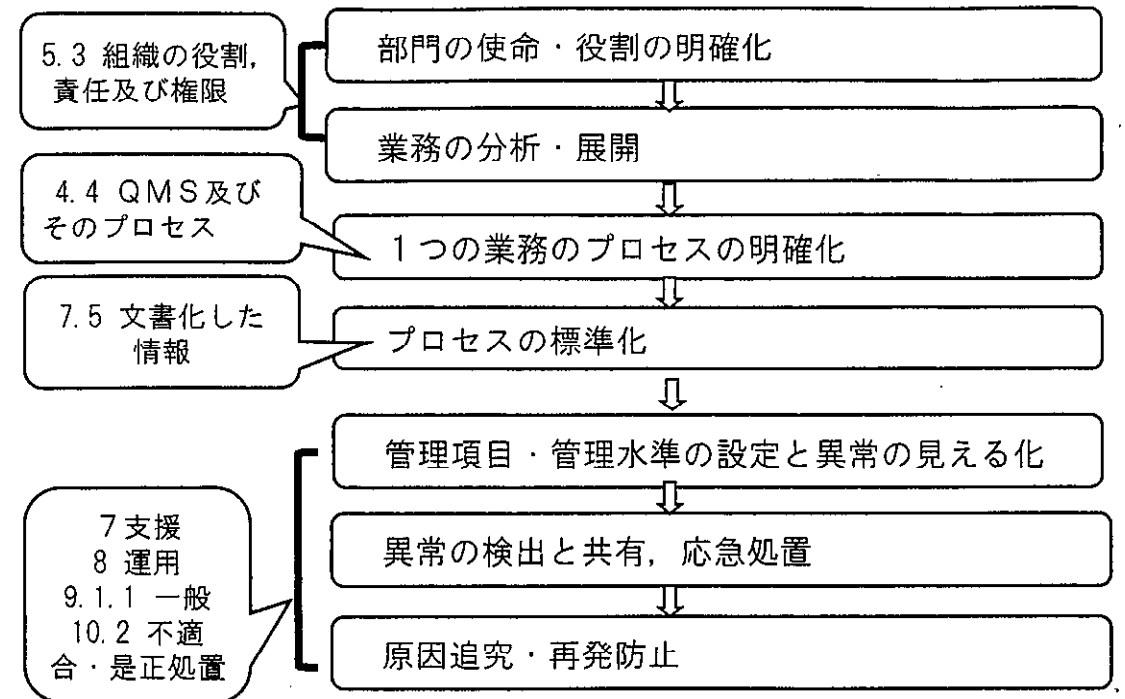 5.3 組織の役割,
責任及び権限
部門の使命・役割の明確化
業務の分析・展開
4.4 QMS及び
そのプロセス
1つの業務のプロセスの明確化
7.5 文書化した
情報
プロセスの標準化
管理項目・管理水準の設定と異常の見える化
7支援
8 運用
9.1.1 一般
10.2 不適
合・是正処置
異常の検出と共有,応急処置
原因追究・再発防止